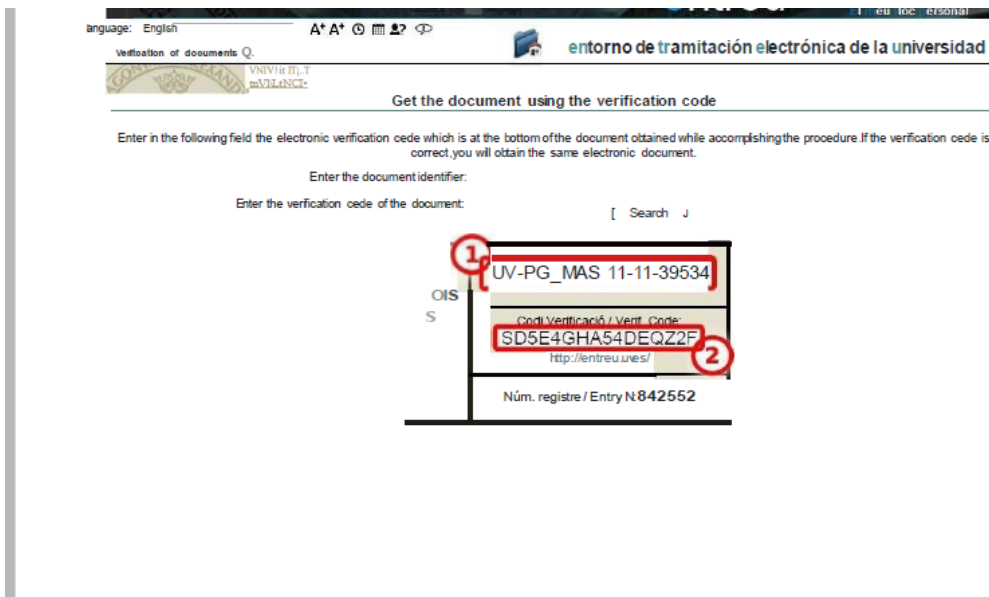 anguage: English A+ A+
Verfioation of documents Q.
entorno de tramitación electrónica de la universidad
Get the document using the verification code
Enter in the following field the electronic verification cede which is at the bottom of the document obtained while accomplishing the procedure.If the verification cede is
correct,you will obtain the same electronic document.
Enter the document identifier:
Enter the verfication cede of the document:
[ Search J
1
UV-PG_MAS 11-11-39534
OIS
S
Codi Verificació / Verif. Code:
SD5E4GHA54DEQZ2F
2
http://entreu.uv.es/
Núm. registre / Entry N:842552